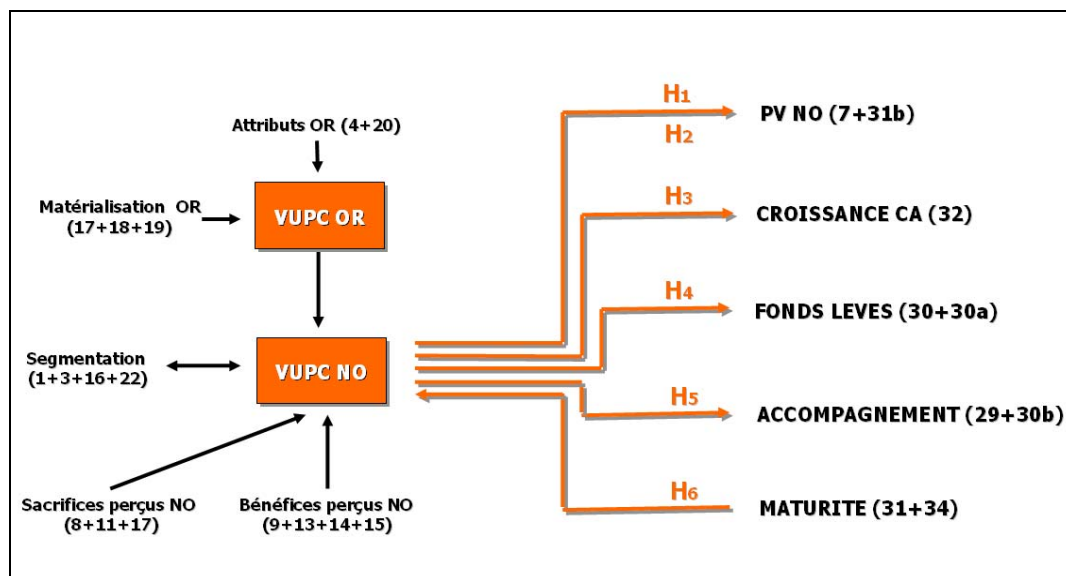 H1
PV NO (7+31b)
H2
Attributs OR (4+20)
H3
Matérialisation OR
(17+18+19)
VUPC OR
CROISSANCE CA (32)
H4
FONDS LEVES (30+30a)
Segmentation
(1+3+16+22)
VUPC NO
H5
ACCOMPAGNEMENT (29+30b)
H6
MATURITE (31+34)
Sacrifices perçus NO
(8+11+17)
Bénéfices perçus NO
(9+13+14+15)